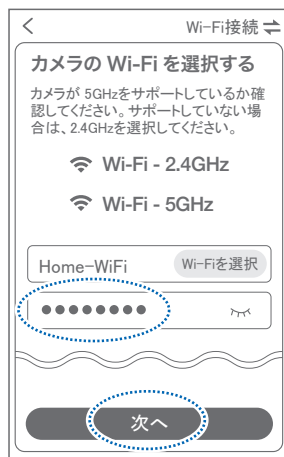 Wi-Fi接続
カメラの Wi-Fi を選択する
カメラが 5GHzをサポートしているか確
認してください。サポートしていない場
合は、2.4GHzを選択してください。
Wi-Fi - 2.4GHz
Wi-Fi - 5GHz
Home-WiFi Wi-Fiを選択
次へ